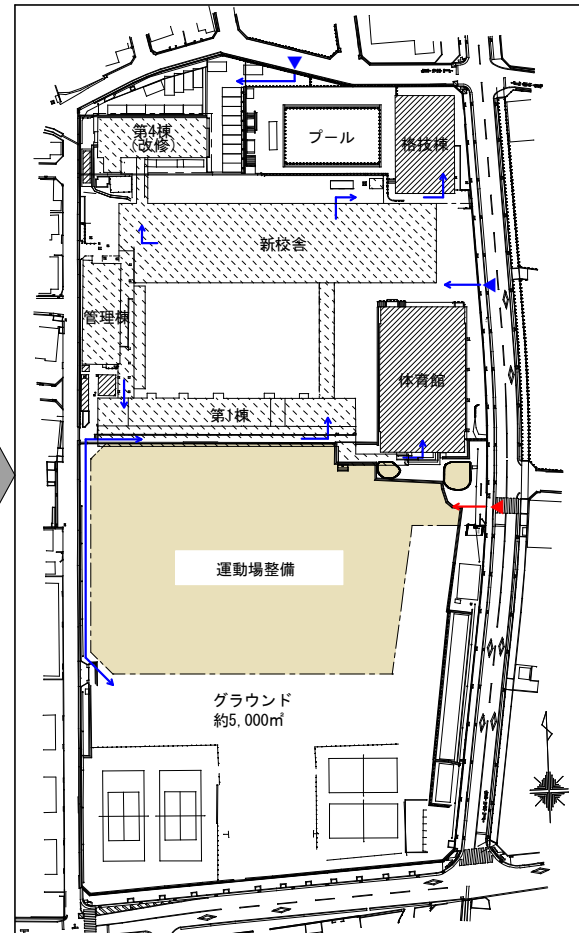 第4棟
(改修)
プール
格技棟
新校舎
管理棟
体育館
第1棟
運動場整備
グラウンド
約5,000㎡